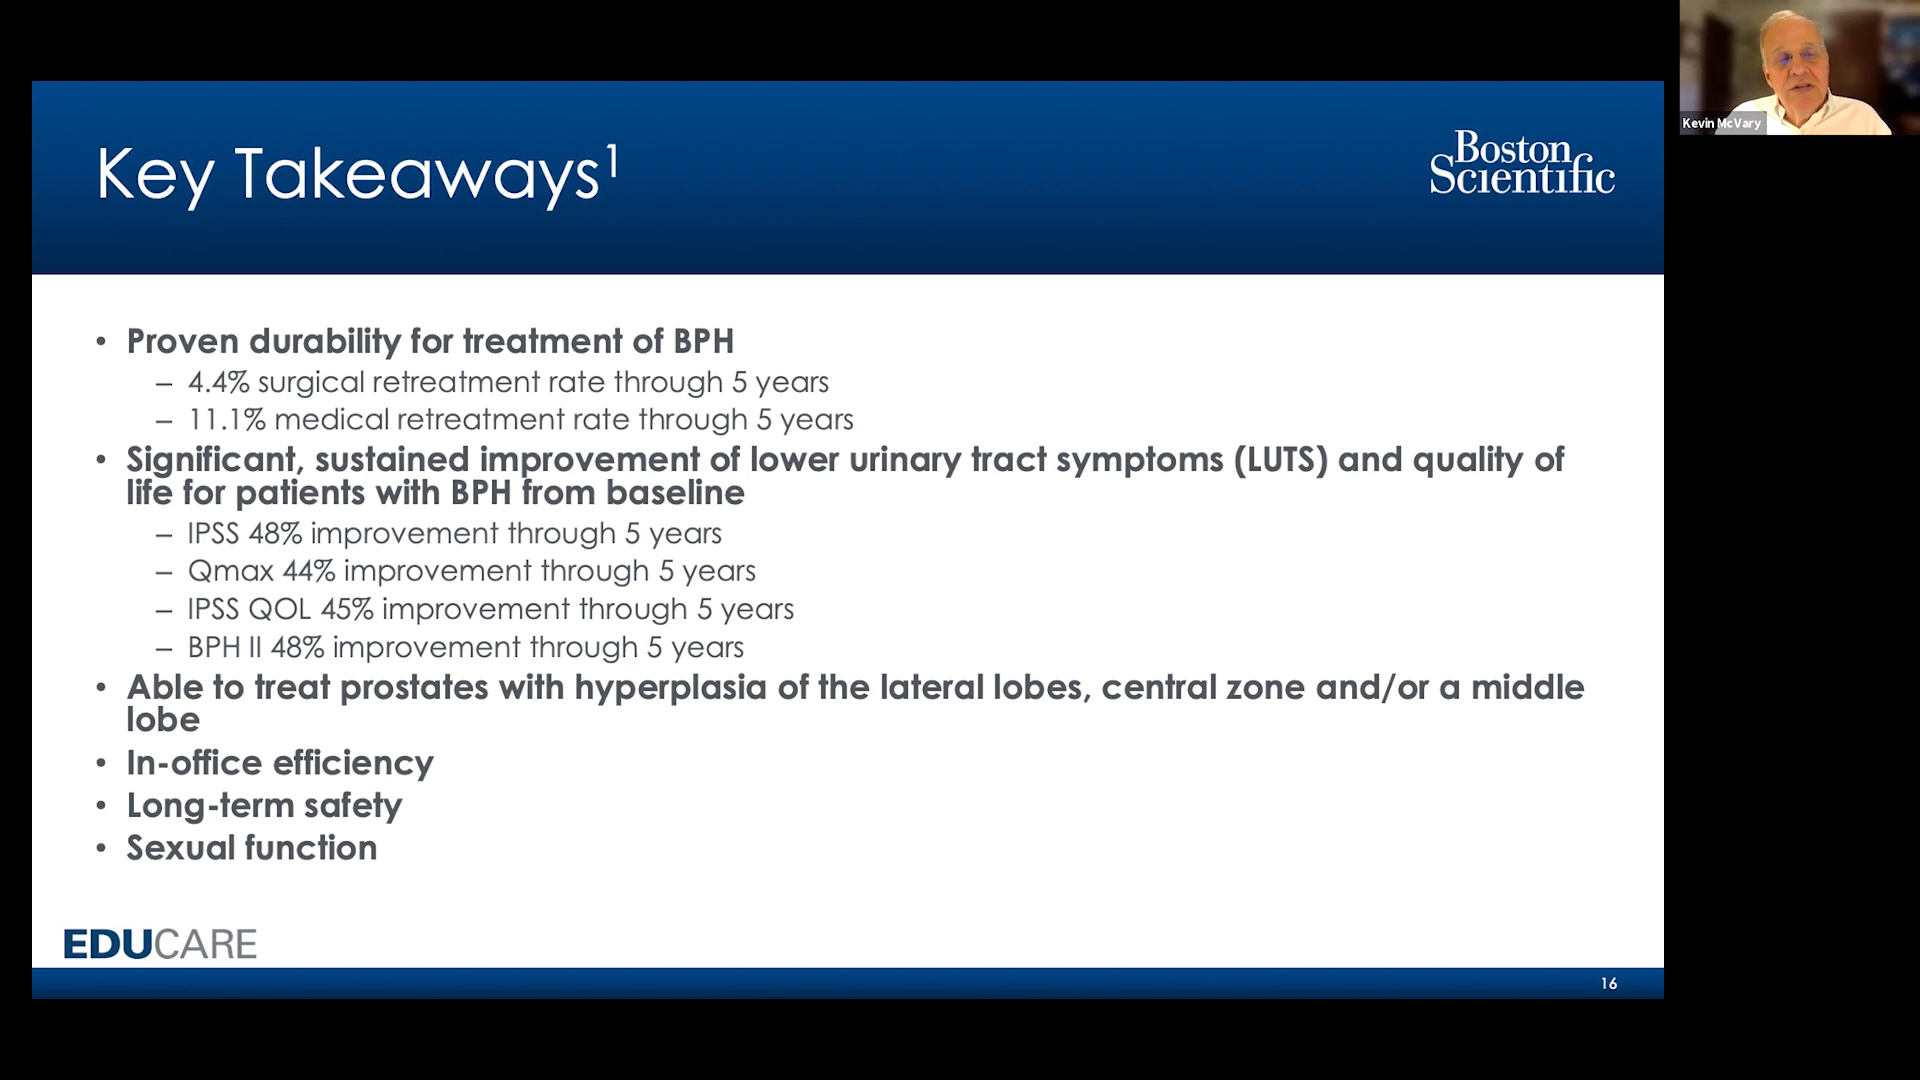 Key Takeaways¹
Boston
Scientific
Kevin McVary
• Proven durability for treatment of BPH
– 4.4% surgical retreatment rate through 5 years
– 11.1% medical retreatment rate through 5 years
• Significant, sustained improvement of lower urinary tract symptoms (LUTS) and quality of
life for patients with BPH from baseline
– IPSS 48% improvement through 5 years
– Qmax 44% improvement through 5 years
– IPSS QOL 45% improvement through 5 years
– BPH II 48% improvement through 5 years
• Able to treat prostates with hyperplasia of the lateral lobes, central zone and/or a middle
lobe
• In-office efficiency
• Long-term safety
• Sexual function
EDUCARE
16